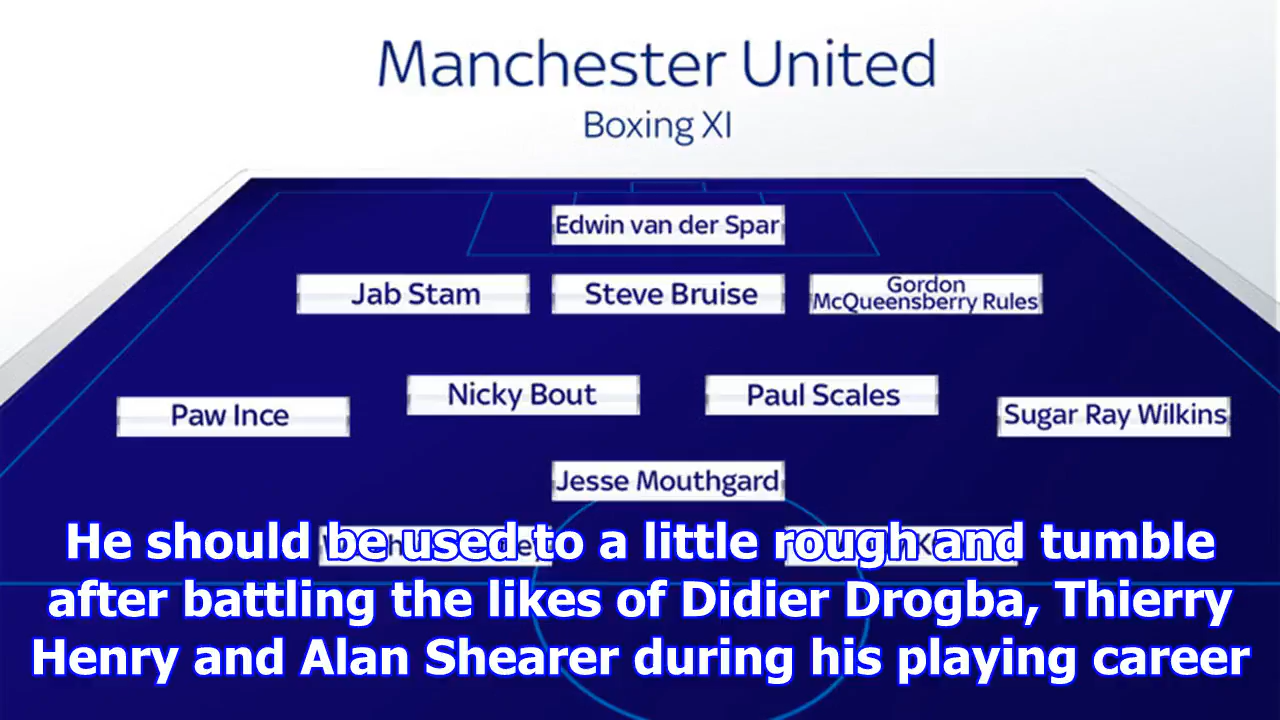 Manchester United
Boxing XI
Edwin van der Spar
Jab Stam
Steve Bruise
Gordon
McQueensberry Rules
Nicky Bout
Paul Scales
Paw Ince
Sugar Ray Wilkins
Jesse Mouthgard
He should be used to a little rough and tumble
after battling the likes of Didier Drogba, Thierry
Henry and Alan Shearer during his playing career